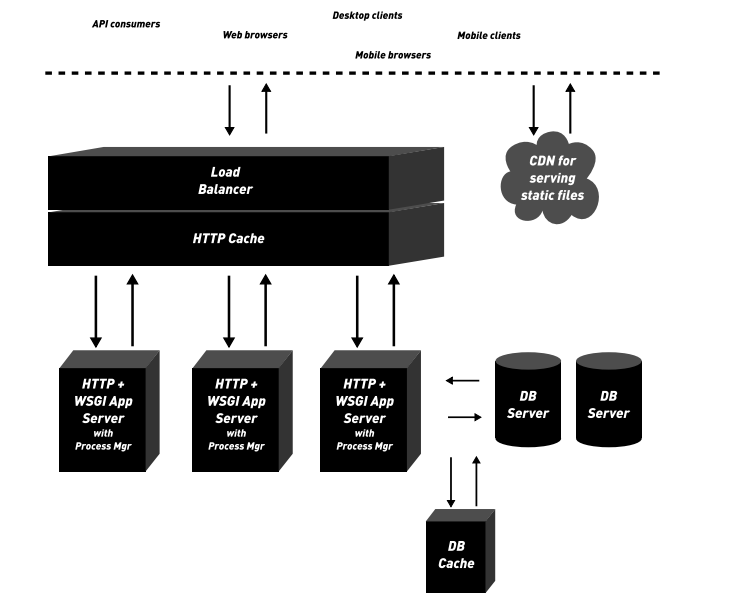 Desktop clients
API consumers
Web browsers
Mobile clients
Mobile browsers
Load
Balancer
HTTP Cache
CDN for
serving
static files
HTTP +
WSGI App
Server
with
Process Mgr
HTTP +
WSGI App
Server
with
Process Mgr
HTTP +
WSGI App
Server
with
Process Mgr
DB
Server
DB
Server
DB
Cache